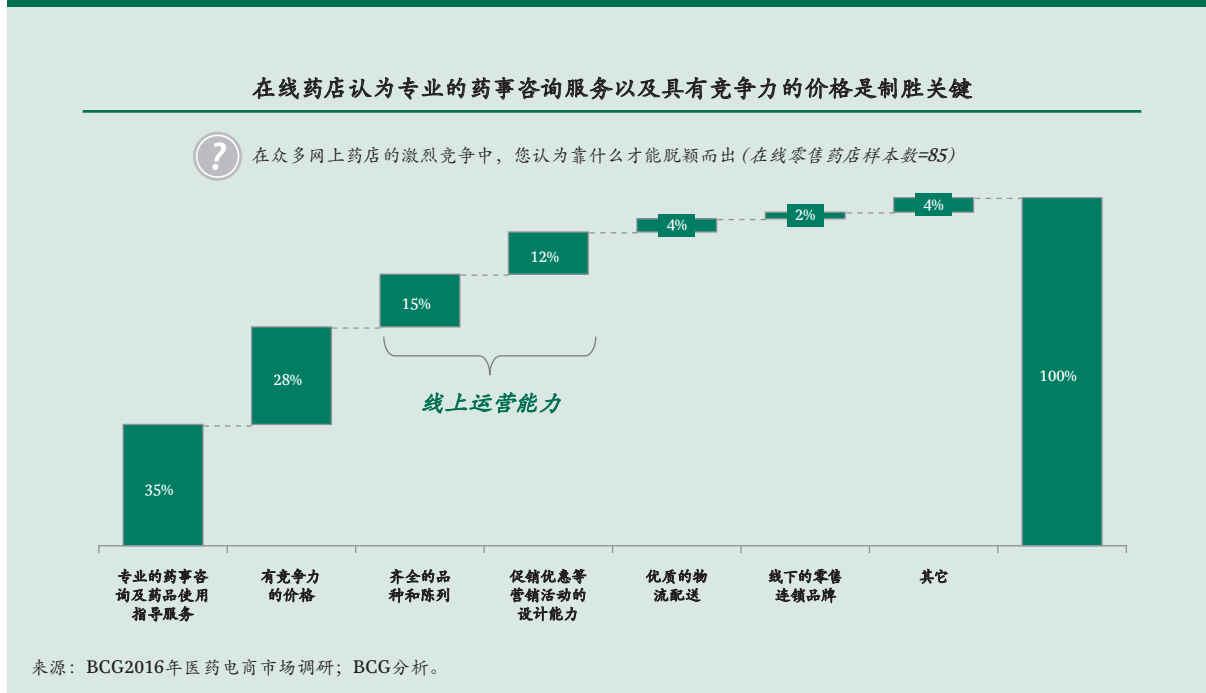 在线药店认为专业的药事咨询服务以及具有竞争力的价格是制胜关键
?
在众多网上药店的激烈竞争中，您认为靠什么才能脱颖而出(在线零售药店样本数=85)
35%
28%
15%
12%
4%
2%
4%
100%
线上运营能力
专业的药事咨
询及药品使用
指导服务
有竞争力
的价格
齐全的品
种和陈列
促销优惠等
营销活动的
设计能力
优质的物
流配送
线下的零售
连锁品牌
其它
来源：BCG2016年医药电商市场调研；BCG分析。